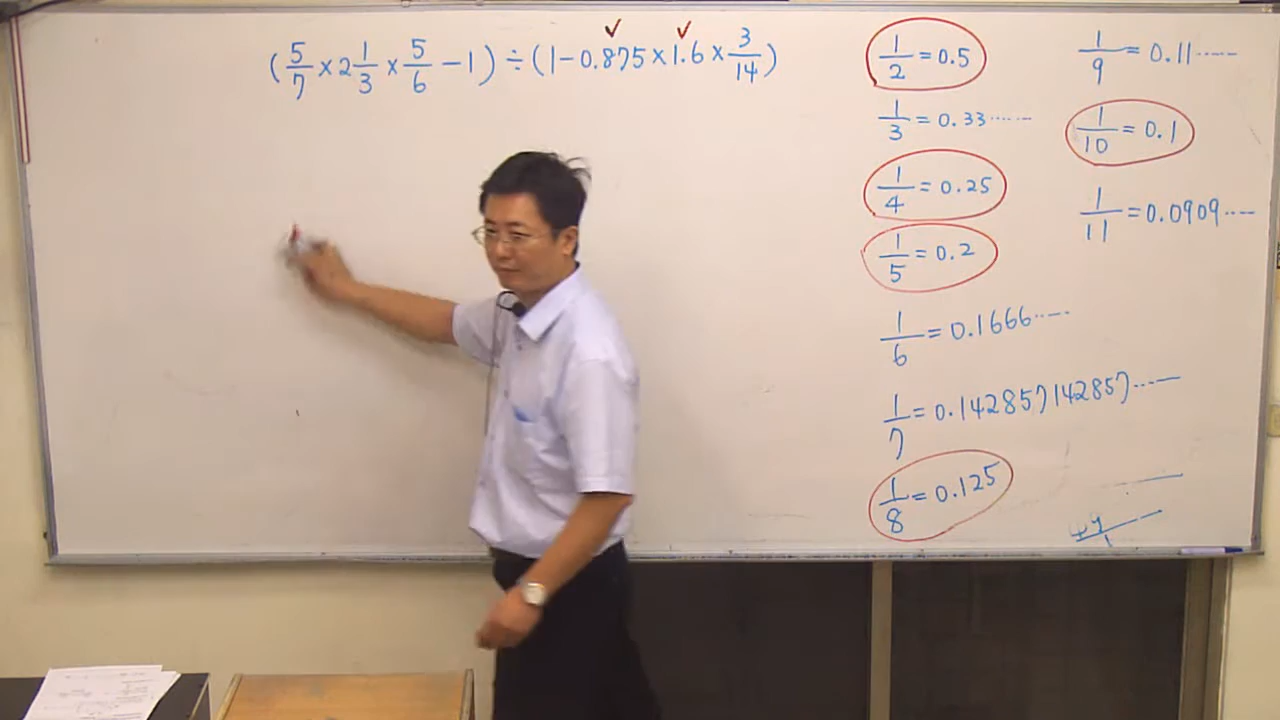 (5/7 × 2 1/3 × 5/6 − 1) ÷ (1 − 0.875 × 1.6 × 3/14)
1/2 = 0.5
1/3 = 0.33······
1/4 = 0.25
1/5 = 0.2
1/6 = 0.1666······
1/7 = 0.142857142857······
1/8 = 0.125
1/9 = 0.11······
1/10 = 0.1
1/11 = 0.0909······